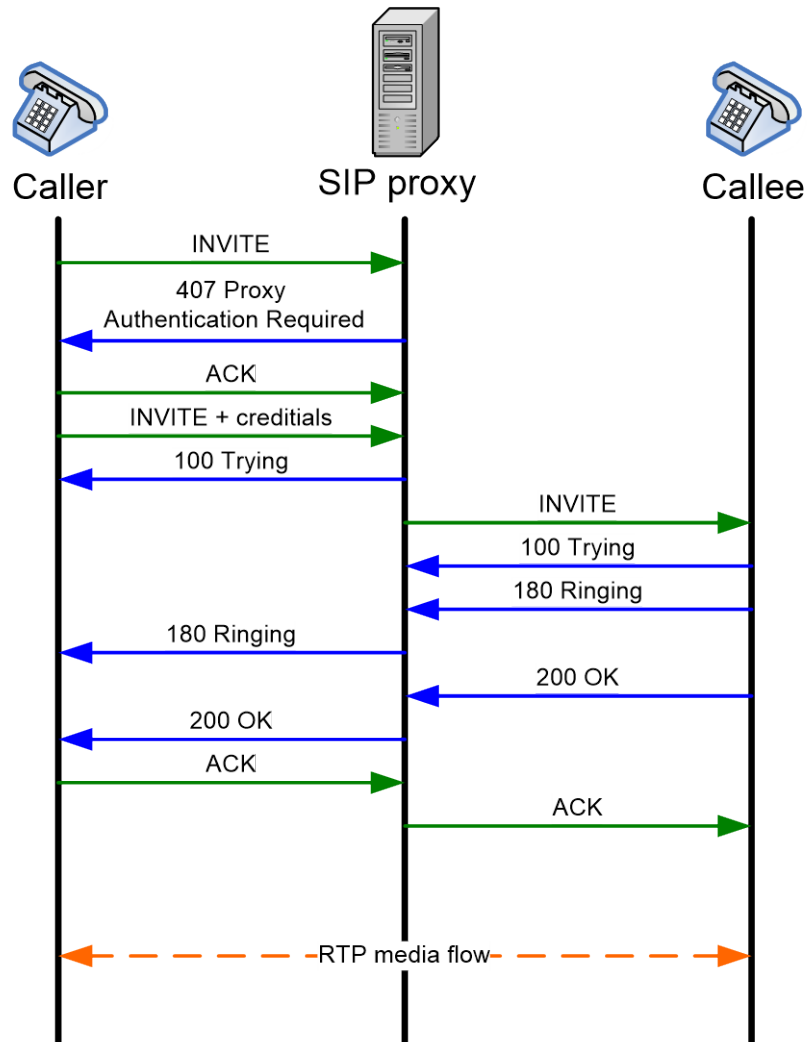 Caller
SIP proxy
Callee
INVITE
407 Proxy
Authentication Required
ACK
INVITE + creditials
100 Trying
INVITE
100 Trying
180 Ringing
180 Ringing
200 OK
200 OK
ACK
ACK
RTP media flow